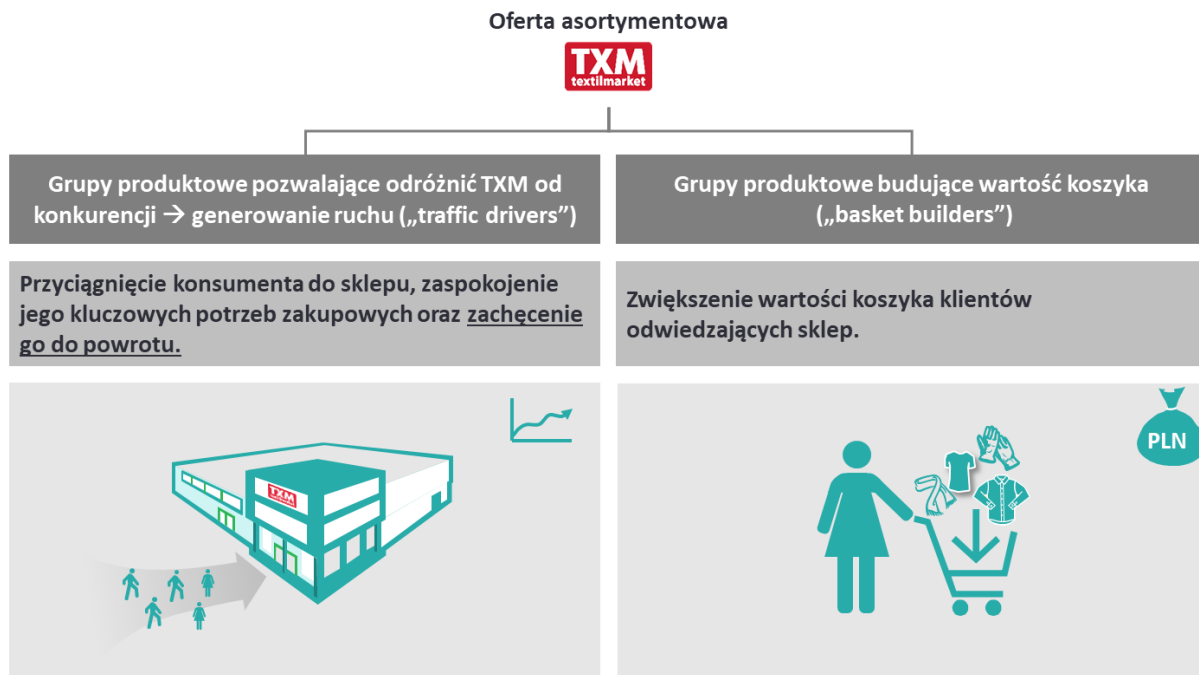 Oferta asortymentowa
TXM
textilmarket
Grupy produktowe pozwalające odróżnić TXM od
konkurencji → generowanie ruchu („traffic drivers”)
Grupy produktowe budujące wartość koszyka
(„basket builders”)
Przyciągnięcie konsumenta do sklepu, zaspokojenie
jego kluczowych potrzeb zakupowych oraz zachęcenie
go do powrotu.
Zwiększenie wartości koszyka klientów
odwiedzających sklep.
TXM
PLN